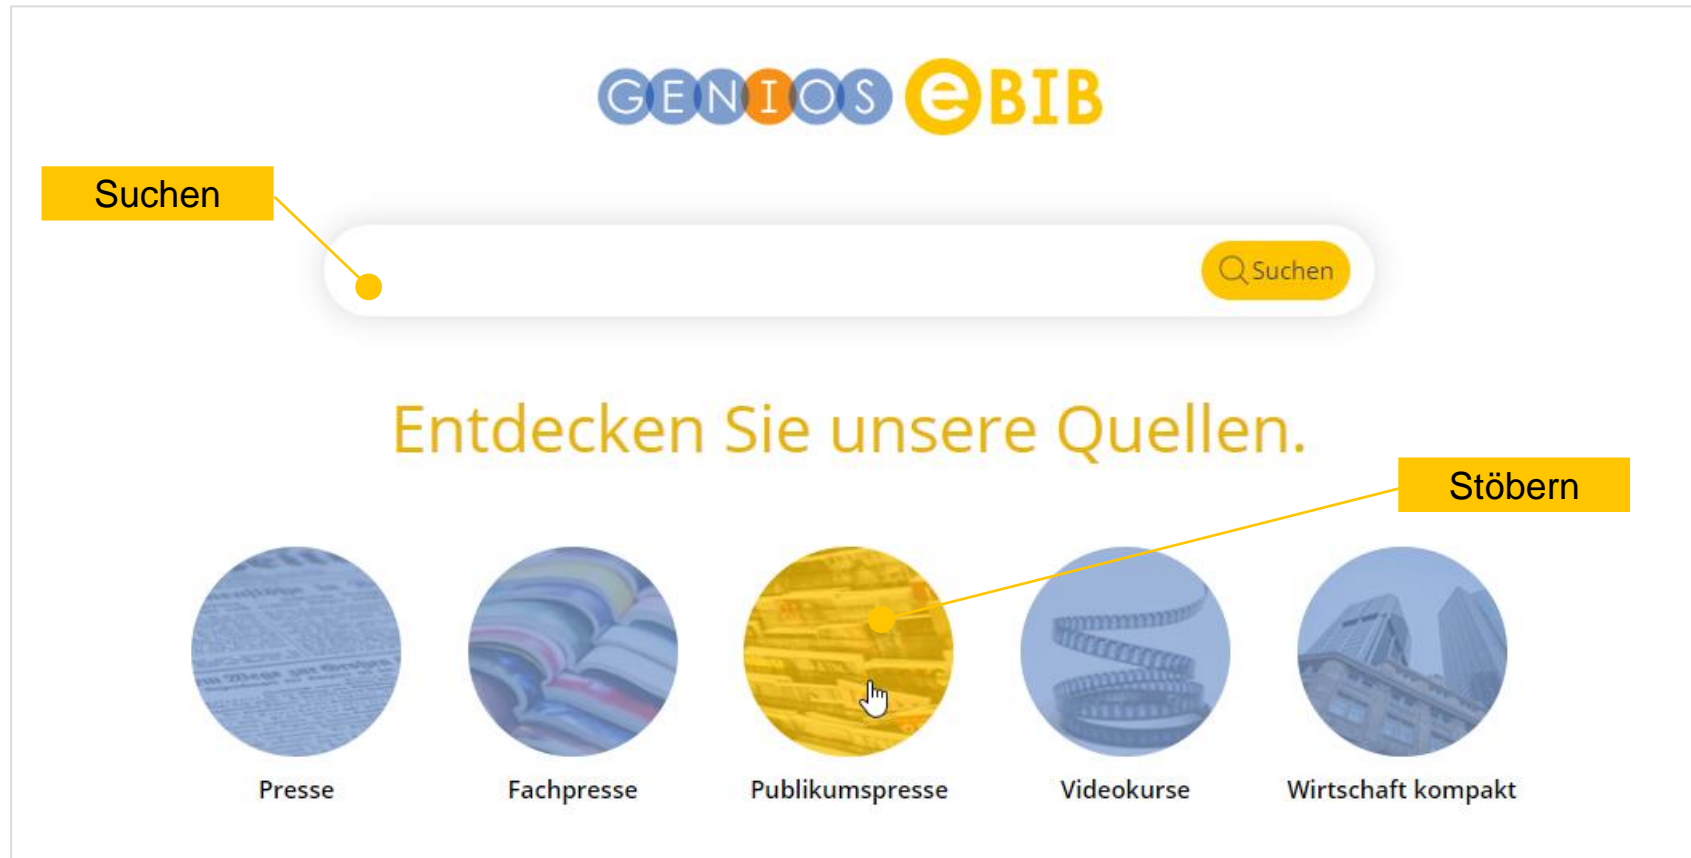 GENIOS eBIB
Suchen
Suchen
Entdecken Sie unsere Quellen.
Stöbern
Presse
Fachpresse
Publikumspresse
Videokurse
Wirtschaft kompakt